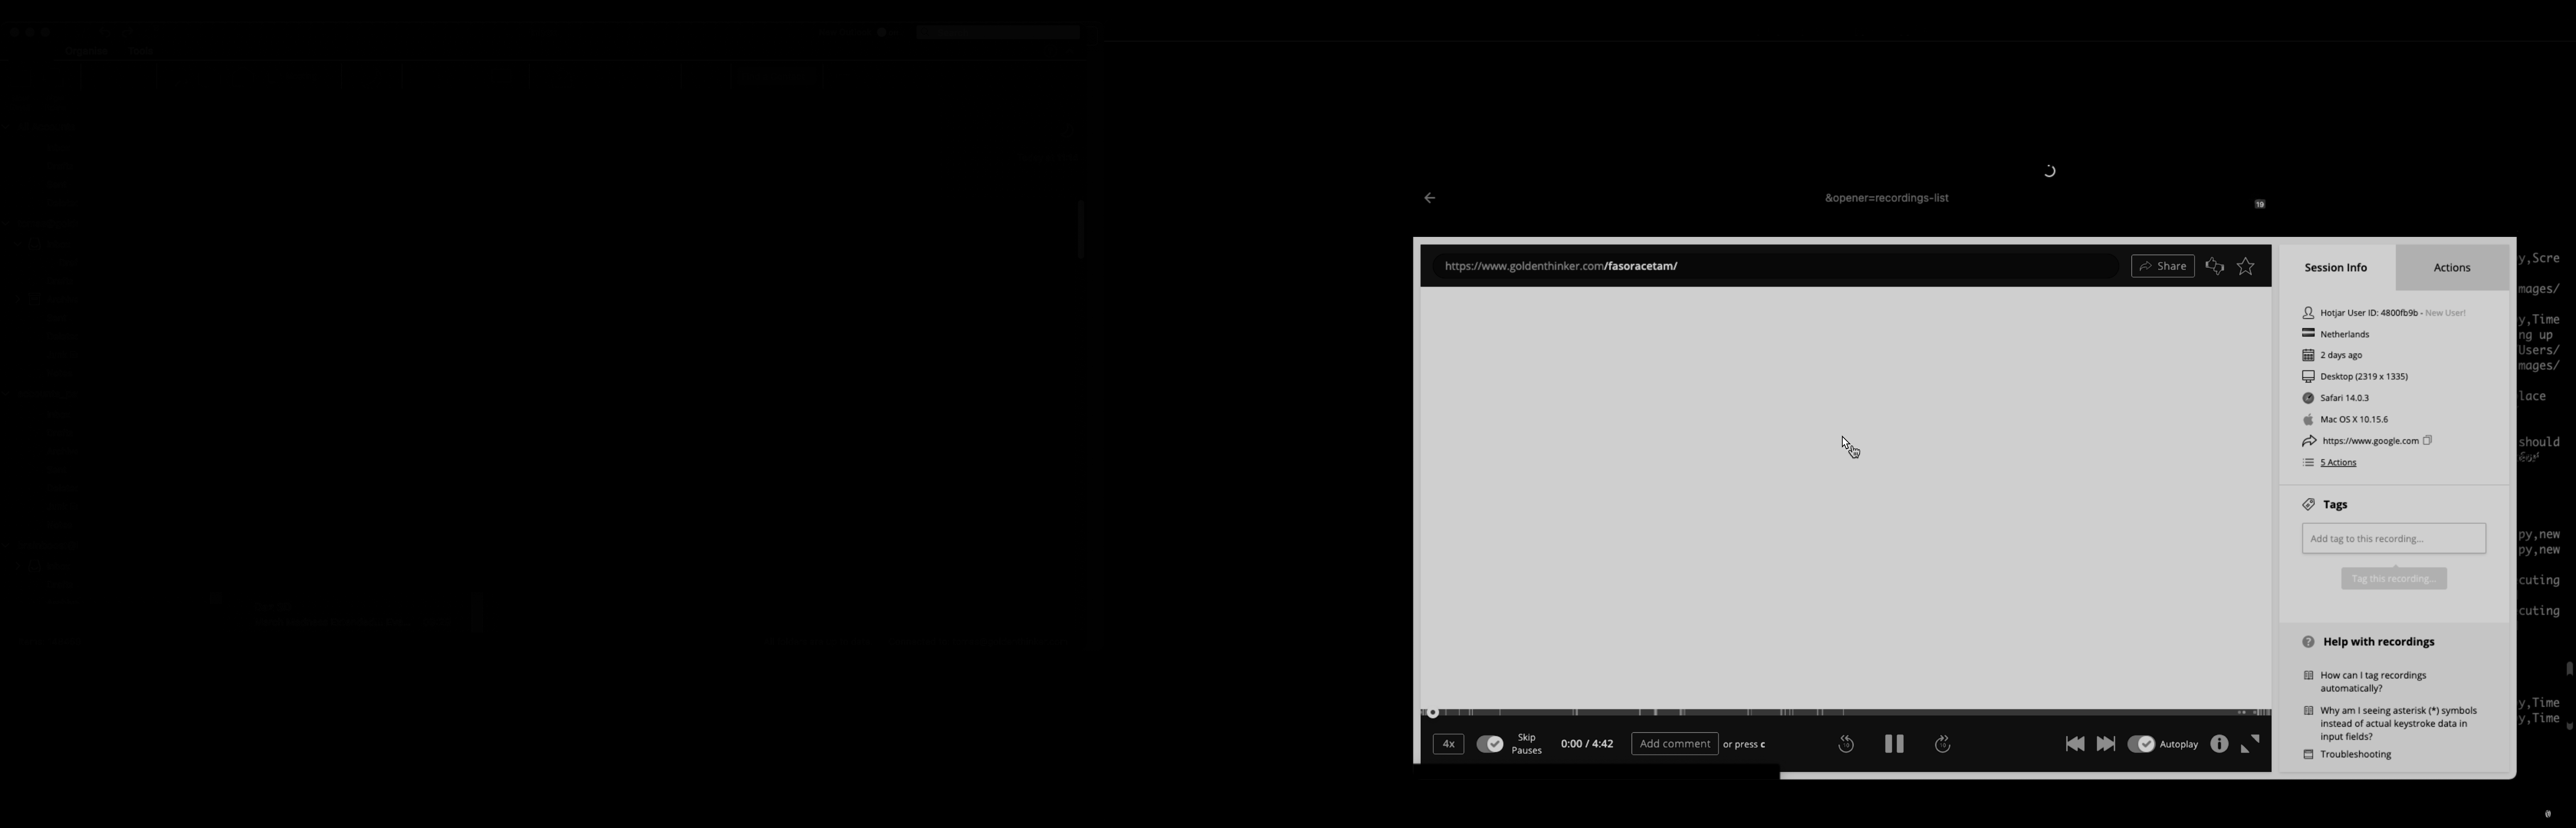 &opener=recordings-list
19
https://www.goldenthinker.com/fasoracetam/
Share
Session Info
Actions
Hotjar User ID: 4800fb9b - New User!
Netherlands
2 days ago
Desktop (2319 x 1335)
Safari 14.0.3
Mac OS X 10.15.6
https://www.google.com
5 Actions
Tags
Add tag to this recording...
Tag this recording...
Help with recordings
How can I tag recordings
automatically?
Why am I seeing asterisk (*) symbols
instead of actual keystroke data in
input fields?
Troubleshooting
4x
Skip
Pauses
0:00 / 4:42
Add comment
or press c
10
10
Autoplay
y,Scre
mages/
y,Time
ng up
Users/
mages/
lace
should
py,new
py,new
cuting
cuting
y,Time
y,Time